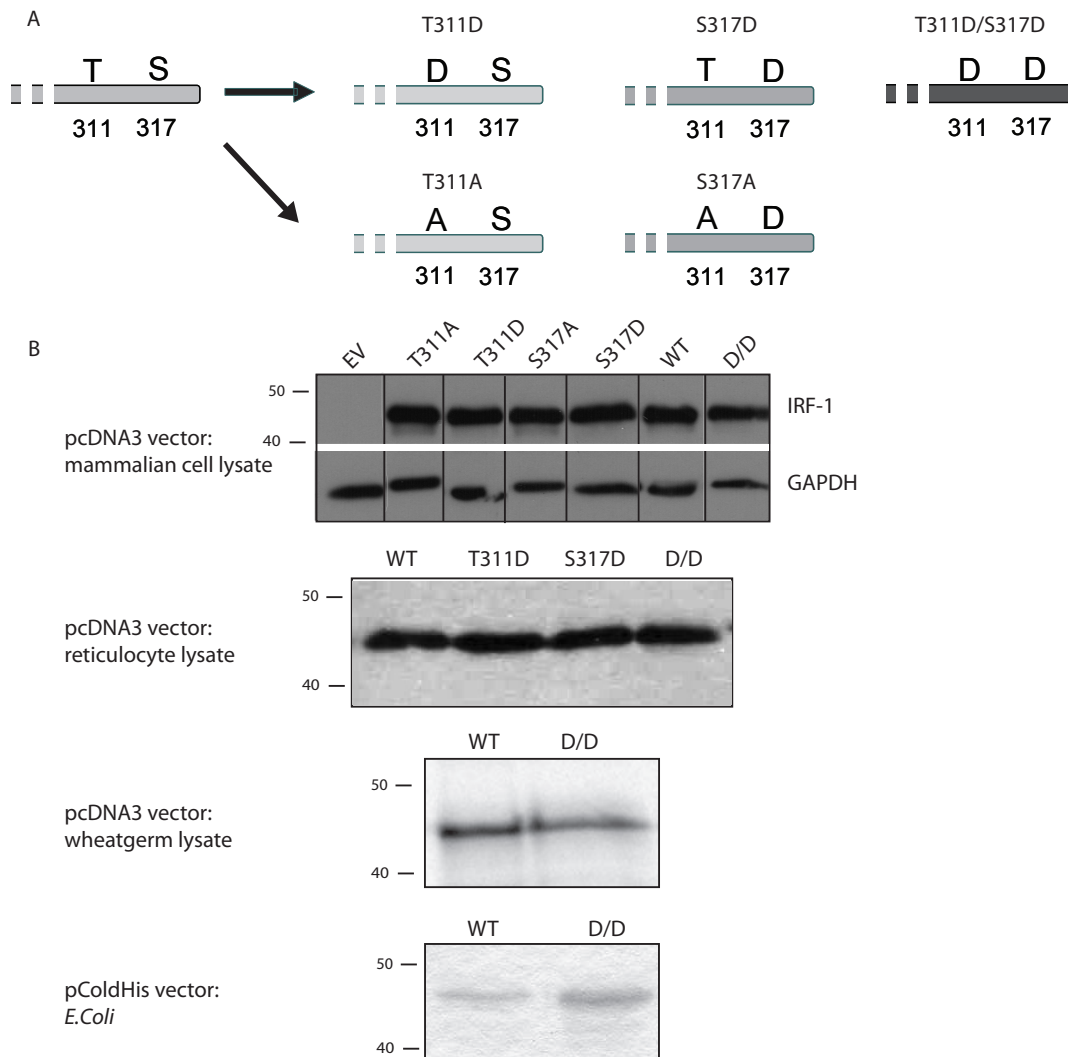 A
T311D S317D T311D/S317D
T S D S T D D D
311 317 311 317 311 317 311 317
T311A S317A
A S A D
311 317 311 317
B
EV T311A T311D S317A S317D WT D/D
50
IRF-1
40
pcDNA3 vector:
mammalian cell lysate
GAPDH
WT T311D S317D D/D
50
pcDNA3 vector:
reticulocyte lysate
40
WT D/D
50
pcDNA3 vector:
wheatgerm lysate
40
WT D/D
50
pColdHis vector:
E.Coli
40